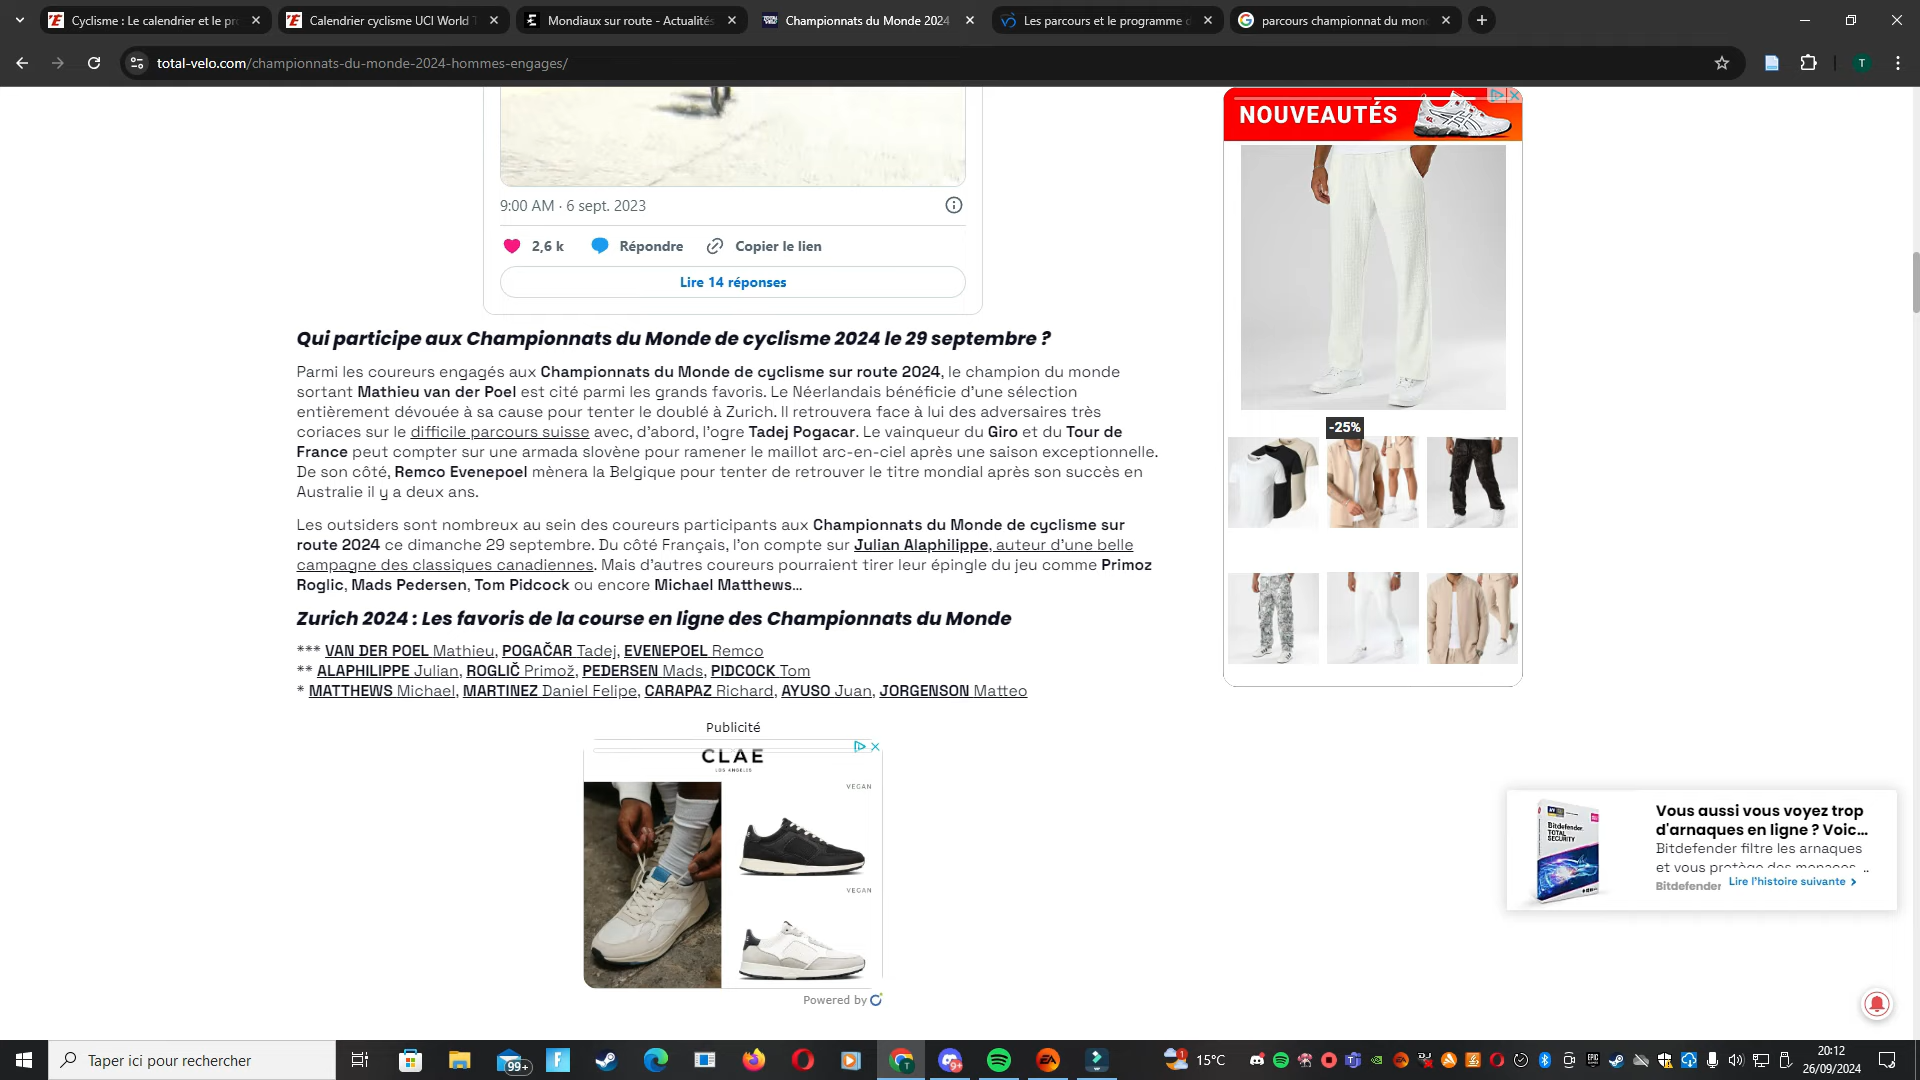 Cyclisme : Le calendrier et le pr
Calendrier cyclisme UCI World T
Mondiaux sur route - Actualités
Championnats du Monde 2024
Les parcours et le programme d
parcours championnat du mond
total-velo.com/championnats-du-monde-2024-hommes-engages/
T
NOUVEAUTÉS
9:00 AM · 6 sept. 2023
2,6 k
Répondre
Copier le lien
Lire 14 réponses
Qui participe aux Championnats du Monde de cyclisme 2024 le 29 septembre ?
Parmi les coureurs engagés aux Championnats du Monde de cyclisme sur route 2024, le champion du monde
sortant Mathieu van der Poel est cité parmi les grands favoris. Le Néerlandais bénéficie d'une sélection
entièrement dévouée à sa cause pour tenter le doublé à Zurich. Il retrouvera face à lui des adversaires très
coriaces sur le difficile parcours suisse avec, d'abord, l'ogre Tadej Pogacar. Le vainqueur du Giro et du Tour de
France peut compter sur une armada slovène pour ramener le maillot arc-en-ciel après une saison exceptionnelle.
De son côté, Remco Evenepoel mènera la Belgique pour tenter de retrouver le titre mondial après son succès en
Australie il y a deux ans.
Les outsiders sont nombreux au sein des coureurs participants aux Championnats du Monde de cyclisme sur
route 2024 ce dimanche 29 septembre. Du côté Français, l'on compte sur Julian Alaphilippe, auteur d'une belle
campagne des classiques canadiennes. Mais d'autres coureurs pourraient tirer leur épingle du jeu comme Primoz
Roglic, Mads Pedersen, Tom Pidcock ou encore Michael Matthews...
Zurich 2024 : Les favoris de la course en ligne des Championnats du Monde
*** VAN DER POEL Mathieu, POGAČAR Tadej, EVENEPOEL Remco
** ALAPHILIPPE Julian, ROGLIČ Primož, PEDERSEN Mads, PIDCOCK Tom
* MATTHEWS Michael, MARTINEZ Daniel Felipe, CARAPAZ Richard, AYUSO Juan, JORGENSON Matteo
-25%
Publicité
CLAE
LOS ANGELES
VEGAN
VEGAN
Powered by
Bitdefender
TOTAL
SECURITY
Vous aussi vous voyez trop
d'arnaques en ligne ? Voic...
Bitdefender filtre les arnaques
et vous protège des menaces ...
Bitdefender
Lire l'histoire suivante
Taper ici pour rechercher
99+
9+
EA
1
15°C
20:12
26/09/2024